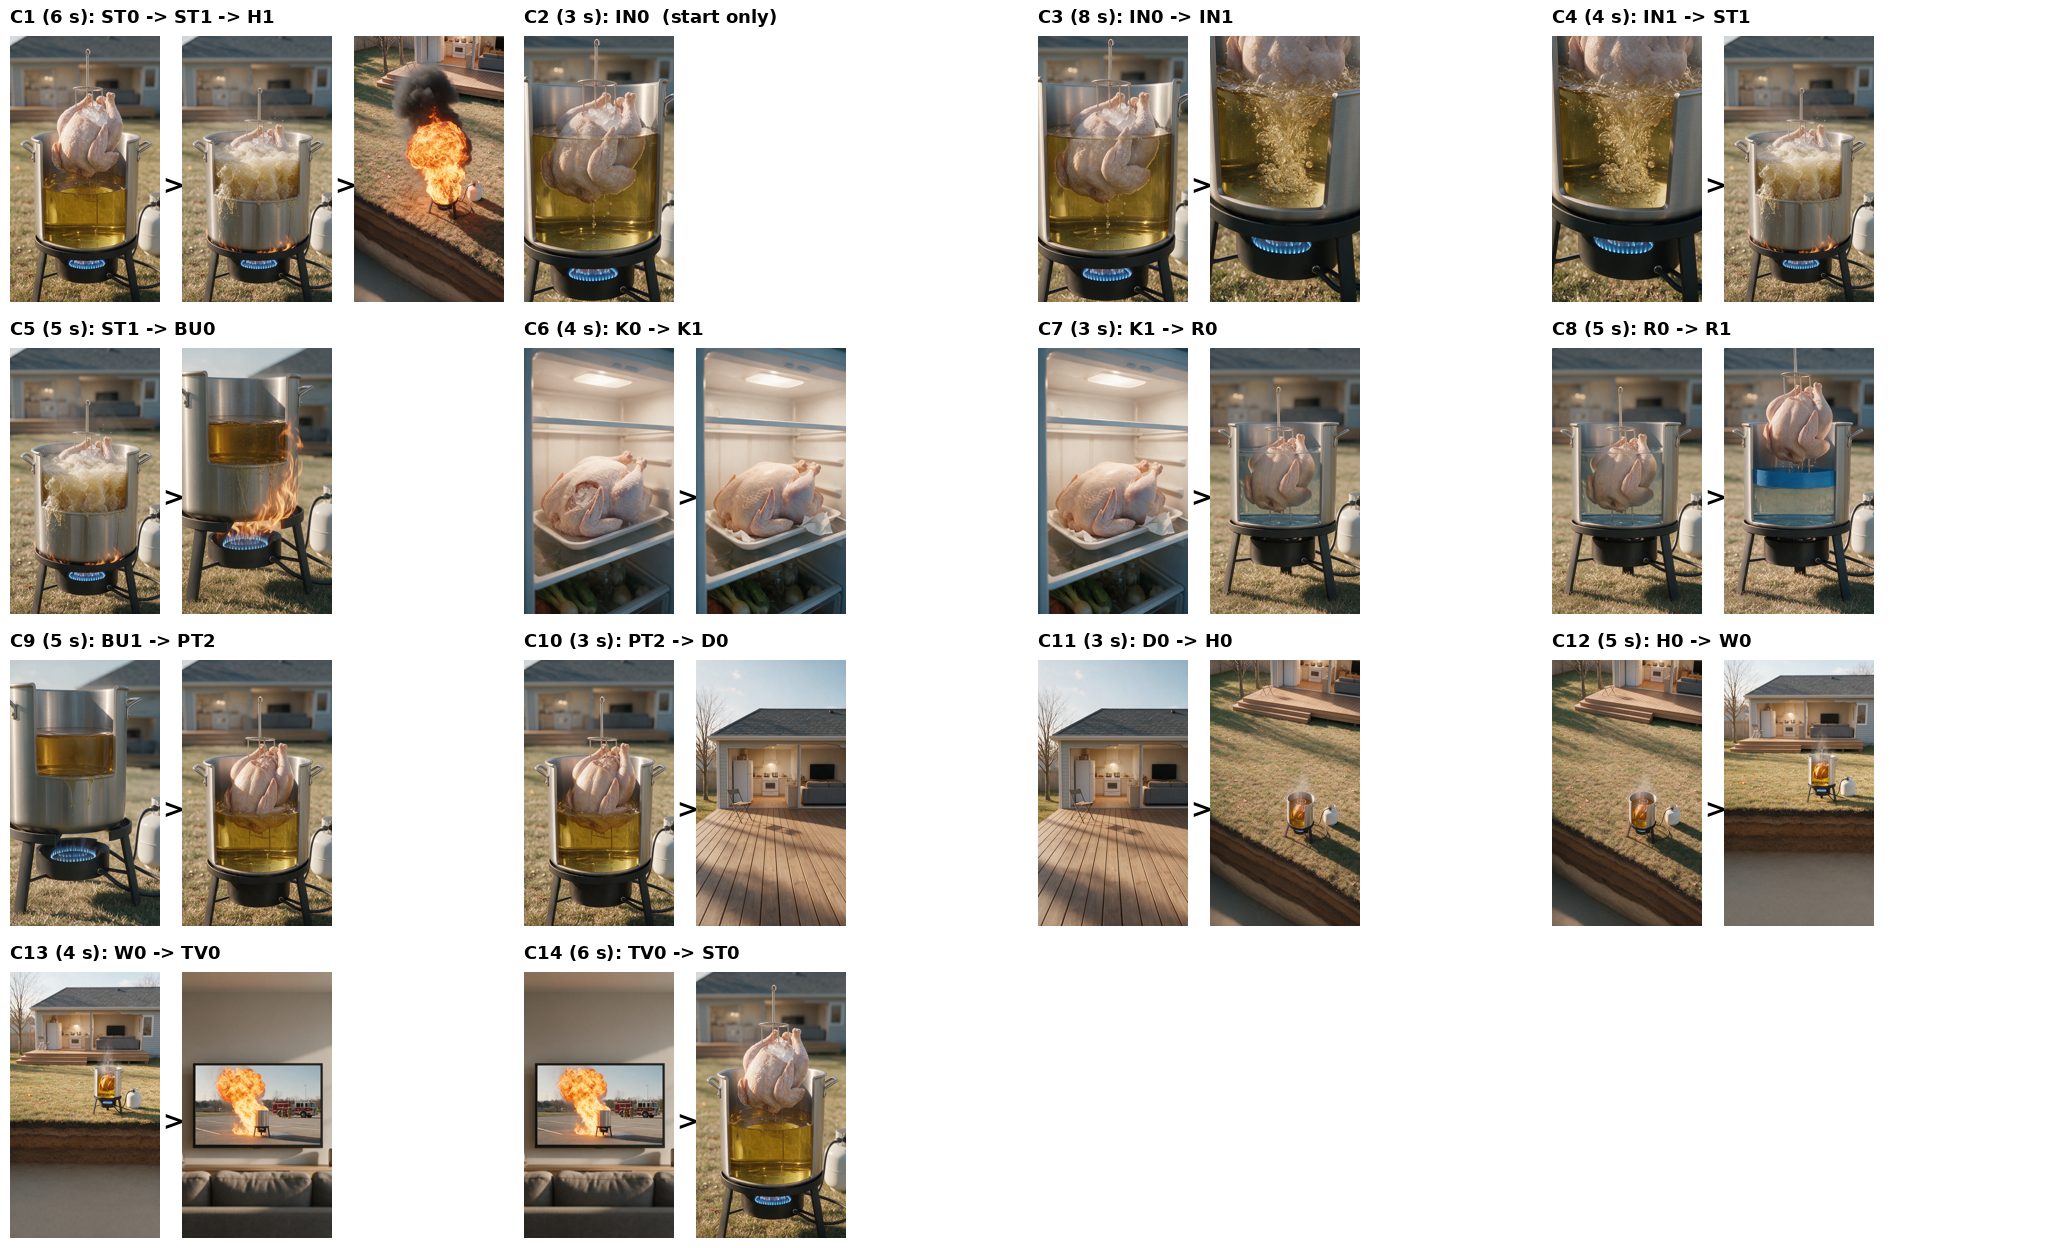 C1 (6 s): ST0 -> ST1 -> H1
C2 (3 s): IN0 (start only)
C3 (8 s): IN0 -> IN1
C4 (4 s): IN1 -> ST1
>
>
>
>
C5 (5 s): ST1 -> BU0
C6 (4 s): K0 -> K1
C7 (3 s): K1 -> R0
C8 (5 s): R0 -> R1
>
>
>
>
C9 (5 s): BU1 -> PT2
C10 (3 s): PT2 -> D0
C11 (3 s): D0 -> H0
C12 (5 s): H0 -> W0
>
>
>
>
C13 (4 s): W0 -> TV0
C14 (6 s): TV0 -> ST0
>
>